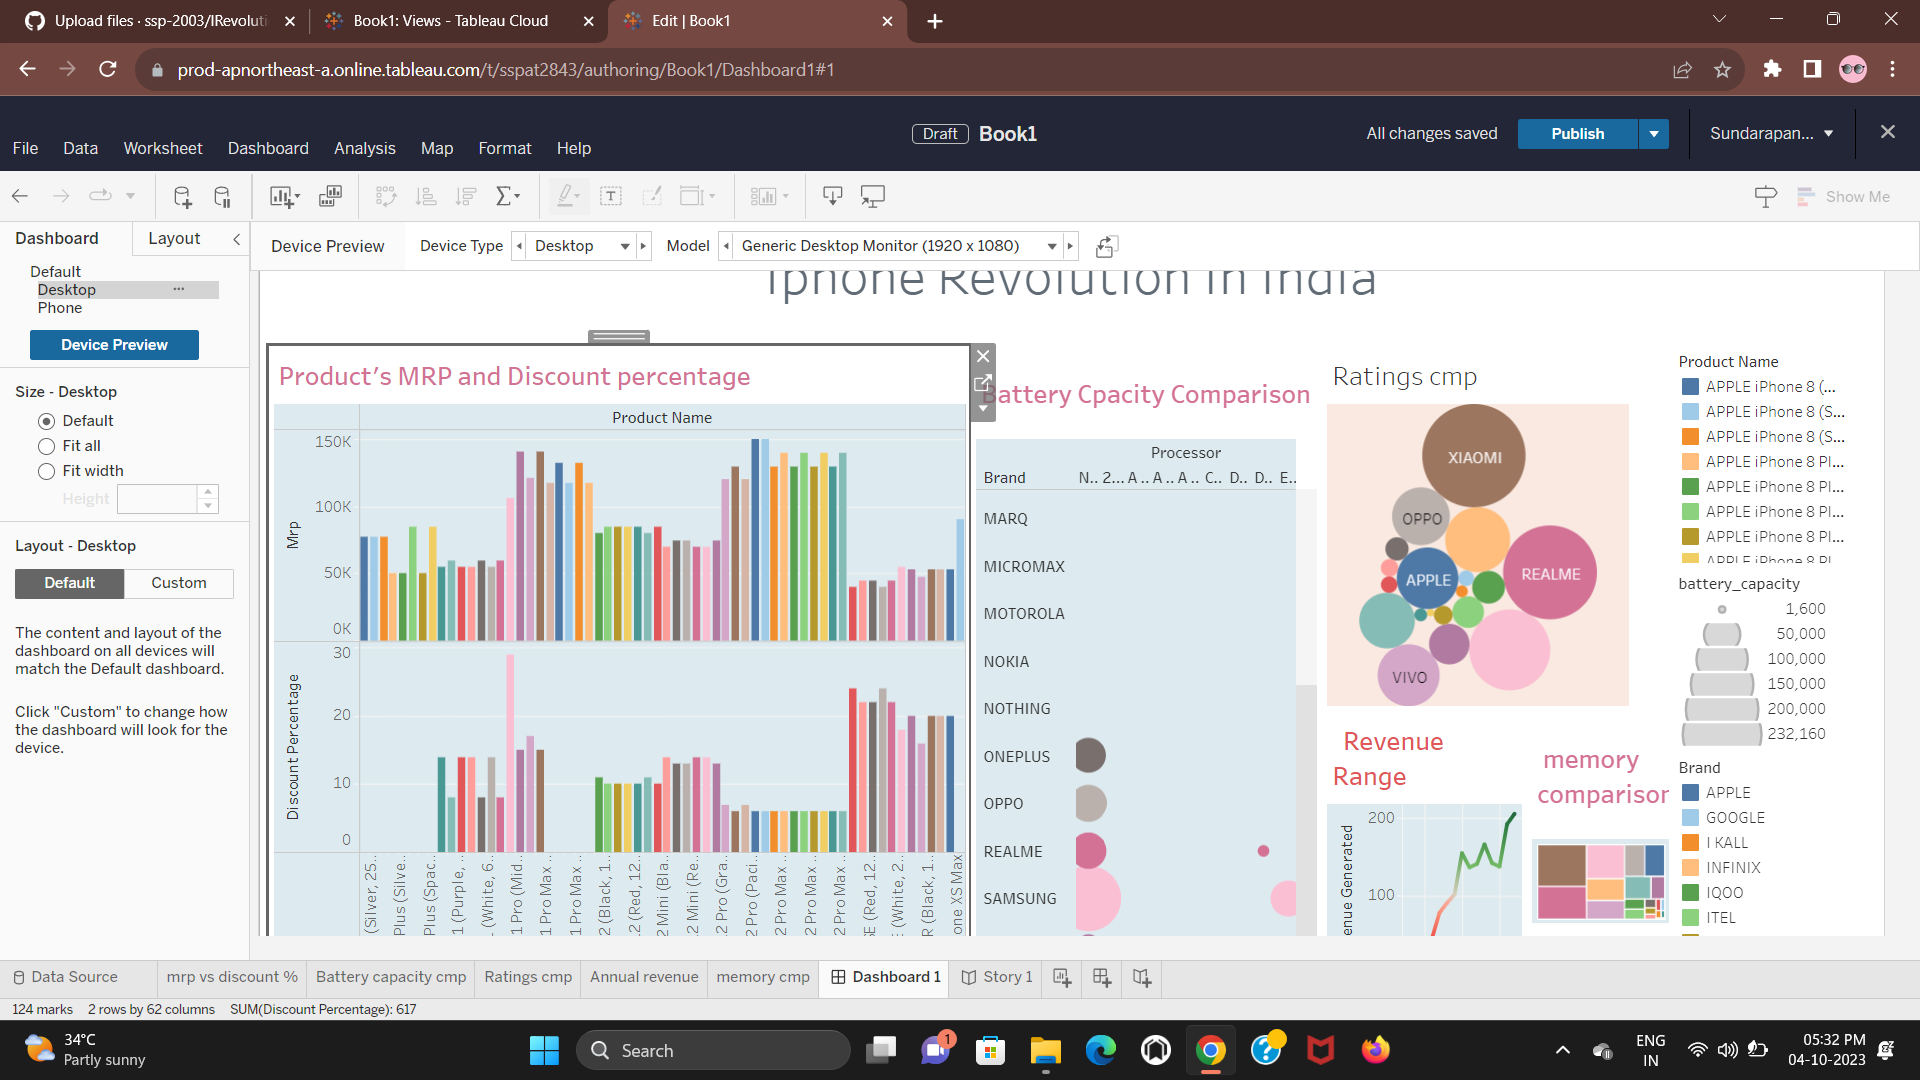 Upload files · ssp-2003/IRevoluti
Book1: Views - Tableau Cloud
Edit | Book1
prod-apnortheast-a.online.tableau.com/t/sspat2843/authoring/Book1/Dashboard1#1
Draft Book1
All changes saved
Publish
Sundarapan...
File Data Worksheet Dashboard Analysis Map Format Help
Show Me
Dashboard Layout
Device Preview
Device Type
Desktop
Model
Generic Desktop Monitor (1920 x 1080)
Default
Desktop
Phone
Device Preview
Size - Desktop
Default
Fit all
Fit width
Height
Layout - Desktop
Default Custom
The content and layout of the
dashboard on all devices will
match the Default dashboard.
Click "Custom" to change how
the dashboard will look for the
device.
Iphone Revolution in India
Product's MRP and Discount percentage
Product Name
Mrp
150K
100K
50K
0K
Discount Percentage
30
20
10
0
(Silver, 25..
Plus (Silve..
Plus (Spac..
1 (Purple, ..
(White, 6..
1 Pro (Mid..
1 Pro Max ..
1 Pro Max ..
2 (Black, 1..
2 (Red, 12..
2 Mini (Bla..
2 Mini (Re..
2 Pro (Gra..
2 Pro (Paci..
2 Pro Max ..
2 Pro Max ..
2 Pro Max ..
SE (Red, 12..
E (White, 2..
R (Black, 1..
one XS Max
Battery Cpacity Comparison
Processor
Brand
N.. 2... A .. A .. A .. C.. D.. D.. E..
MARQ
MICROMAX
MOTOROLA
NOKIA
NOTHING
ONEPLUS
OPPO
REALME
SAMSUNG
Ratings cmp
XIAOMI
OPPO
APPLE
REALME
VIVO
Revenue
Range
200
100
enue Generated
memory
comparison
Product Name
APPLE iPhone 8 (...
APPLE iPhone 8 (S...
APPLE iPhone 8 (S...
APPLE iPhone 8 Pl...
APPLE iPhone 8 Pl...
APPLE iPhone 8 Pl...
APPLE iPhone 8 Pl...
APPLE iPhone 8 Pl
battery_capacity
1,600
50,000
100,000
150,000
200,000
232,160
Brand
APPLE
GOOGLE
I KALL
INFINIX
IQOO
ITEL
Data Source
mrp vs discount %
Battery capacity cmp
Ratings cmp
Annual revenue
memory cmp
Dashboard 1
Story 1
124 marks 2 rows by 62 columns SUM(Discount Percentage): 617
34°C
Partly sunny
Search
1
ENG
IN
05:32 PM
04-10-2023